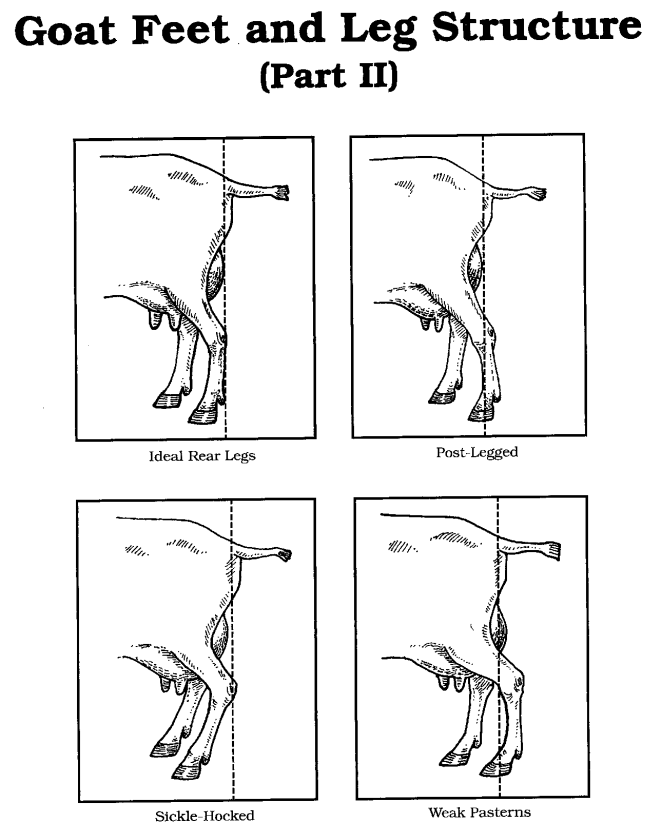 Goat Feet and Leg Structure
(Part II)
Ideal Rear Legs
Post-Legged
Sickle-Hocked
Weak Pasterns